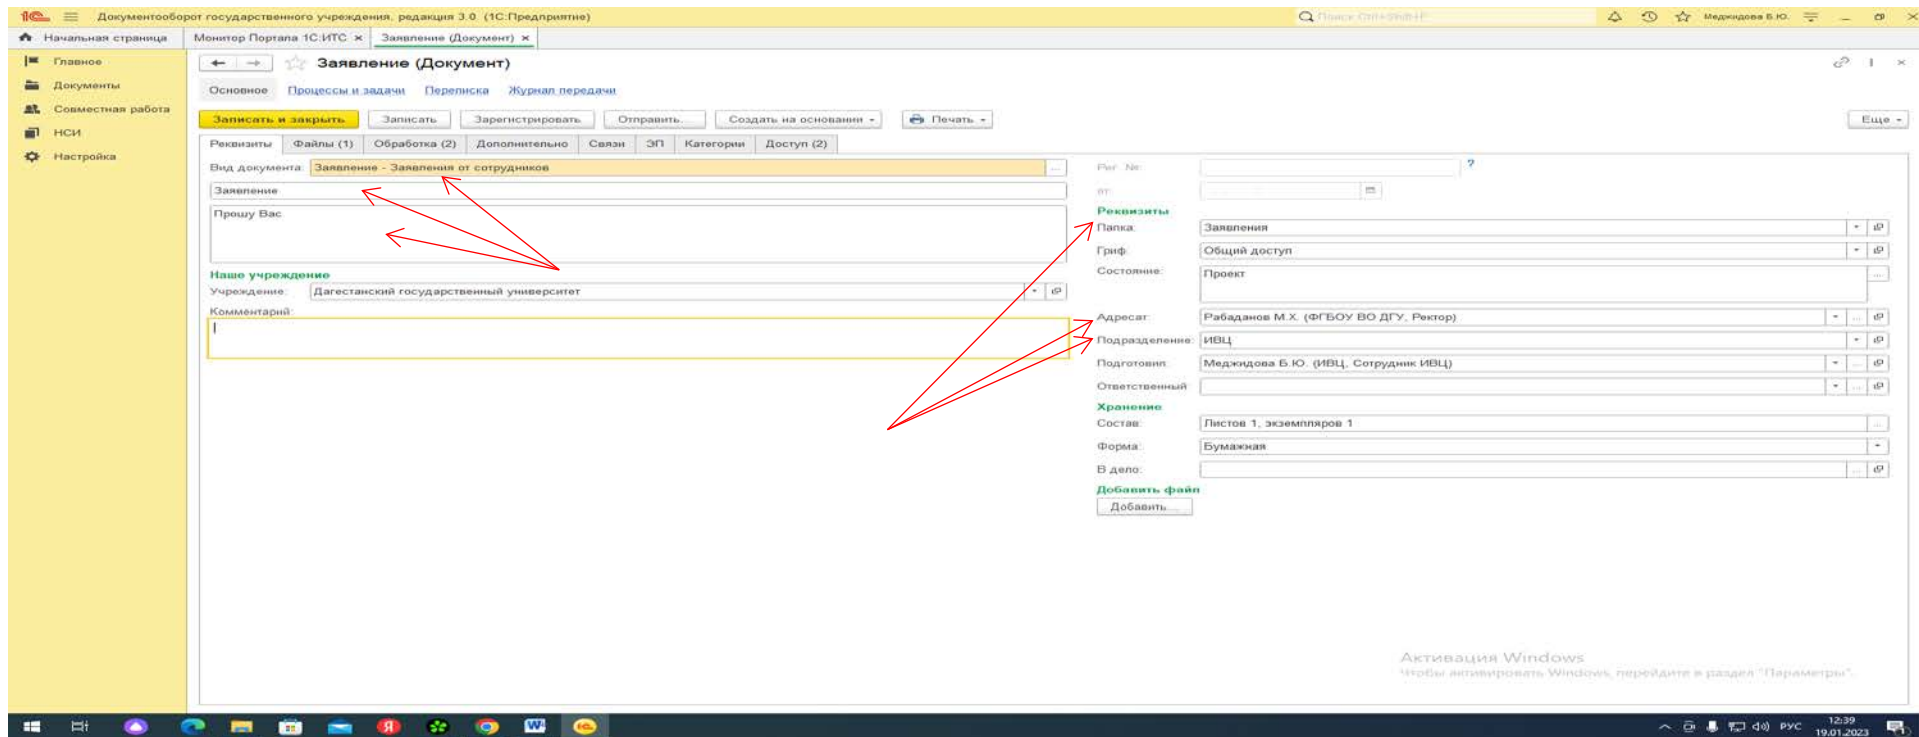 1С Документооборот государственного учреждения, редакция 3.0 (1С:Предприятие) Поиск Ctrl+Shift+F Меджидова Б.Ю.
Начальная страница Монитор Портала 1С:ИТС × Заявление (Документ) ×
Главное
Документы
Совместная работа
НСИ
Настройка
Заявление (Документ)
Основное Процессы и задачи Переписка Журнал передачи
Записать и закрыть Записать Зарегистрировать Отправить... Создать на основании Печать Еще
Реквизиты Файлы (1) Обработка (2) Дополнительно Связи ЭП Категории Доступ (2)
Вид документа: Заявление - Заявления от сотрудников ...
Заявление
Прошу Вас
Наше учреждение
Учреждение: Дагестанский государственный университет
Комментарий:
Рег. №: ?
от:
Реквизиты
Папка: Заявления
Гриф: Общий доступ
Состояние: Проект ...
Адресат: Рабаданов М.Х. (ФГБОУ ВО ДГУ, Ректор) ...
Подразделение: ИВЦ
Подготовил: Меджидова Б.Ю. (ИВЦ, Сотрудник ИВЦ) ...
Ответственный: ...
Хранение
Состав: Листов 1, экземпляров 1 ...
Форма: Бумажная
В дело: ...
Добавить файл
Добавить...
Активация Windows
Чтобы активировать Windows, перейдите в раздел "Параметры".
РУС 12:39
19.01.2023